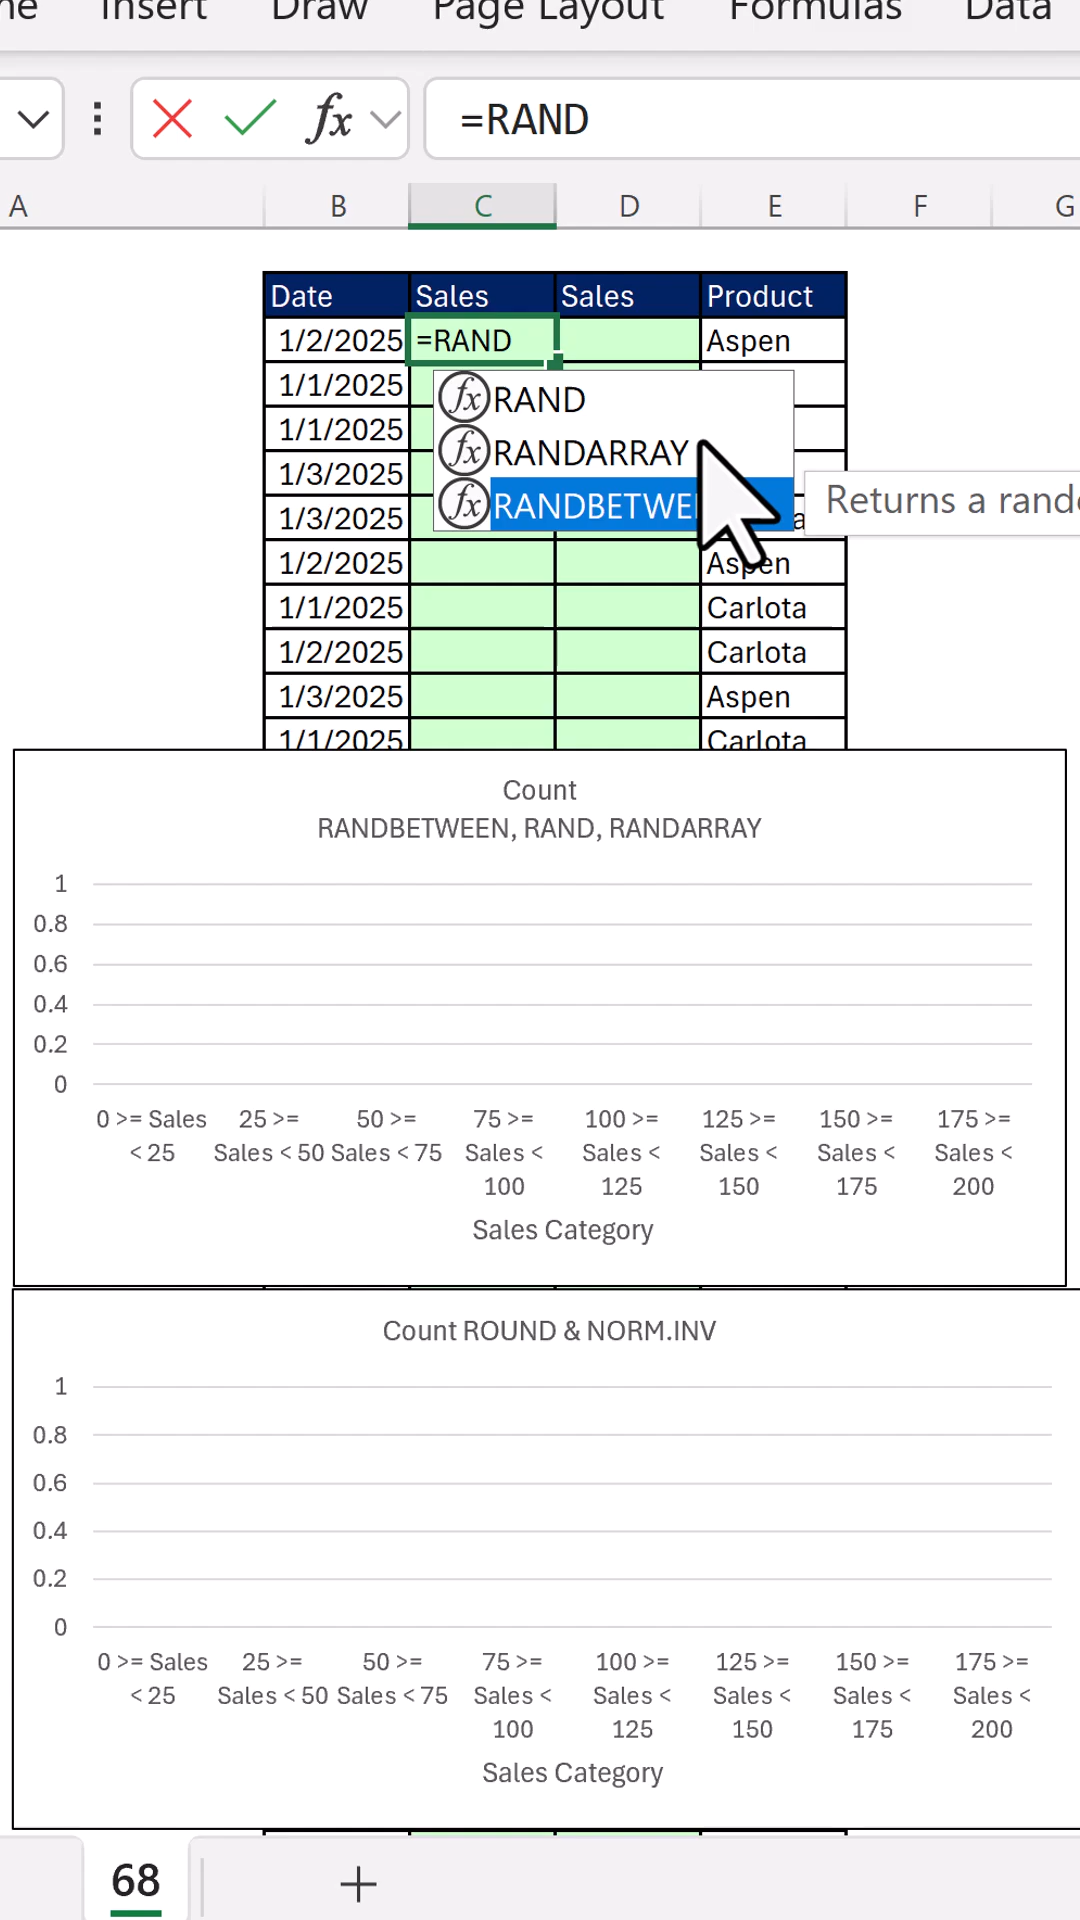 Insert Draw Page Layout Formulas Data
fx =RAND
A B C D E F G
Date Sales Sales Product
1/2/2025 =RAND Aspen
1/1/2025 fx RAND
1/1/2025 fx RANDARRAY
1/3/2025 fx
Returns a
1/3/2025
1/2/2025 Aspen
1/1/2025 Carlota
1/2/2025 Carlota
1/3/2025 Aspen
1/1/2025 Carlota
Count
RANDBETWEEN, RAND, RANDARRAY
1
0.8
0.6
0.4
0.2
0
0 >= Sales 25 >= 50 >= 75 >= 100 >= 125 >= 150 >= 175 >=
< 25 Sales < 50 Sales < 75 Sales < Sales < Sales < Sales < Sales <
100 125 150 175 200
Sales Category
Count ROUND & NORM.INV
1
0.8
0.6
0.4
0.2
0
0 >= Sales 25 >= 50 >= 75 >= 100 >= 125 >= 150 >= 175 >=
< 25 Sales < 50 Sales < 75 Sales < Sales < Sales < Sales < Sales <
100 125 150 175 200
Sales Category
68